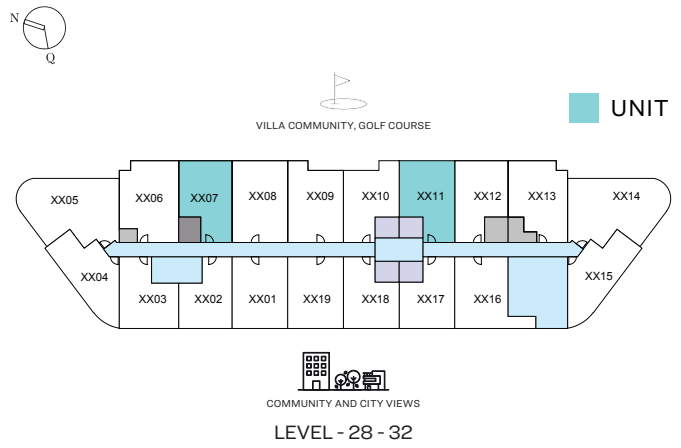 N
Q
VILLA COMMUNITY, GOLF COURSE
UNIT
XX05
XX06
XX07
XX08
XX09
XX10
XX11
XX12
XX13
XX14
XX04
XX03
XX02
XX01
XX19
XX18
XX17
XX16
XX15
COMMUNITY AND CITY VIEWS
LEVEL - 28 - 32